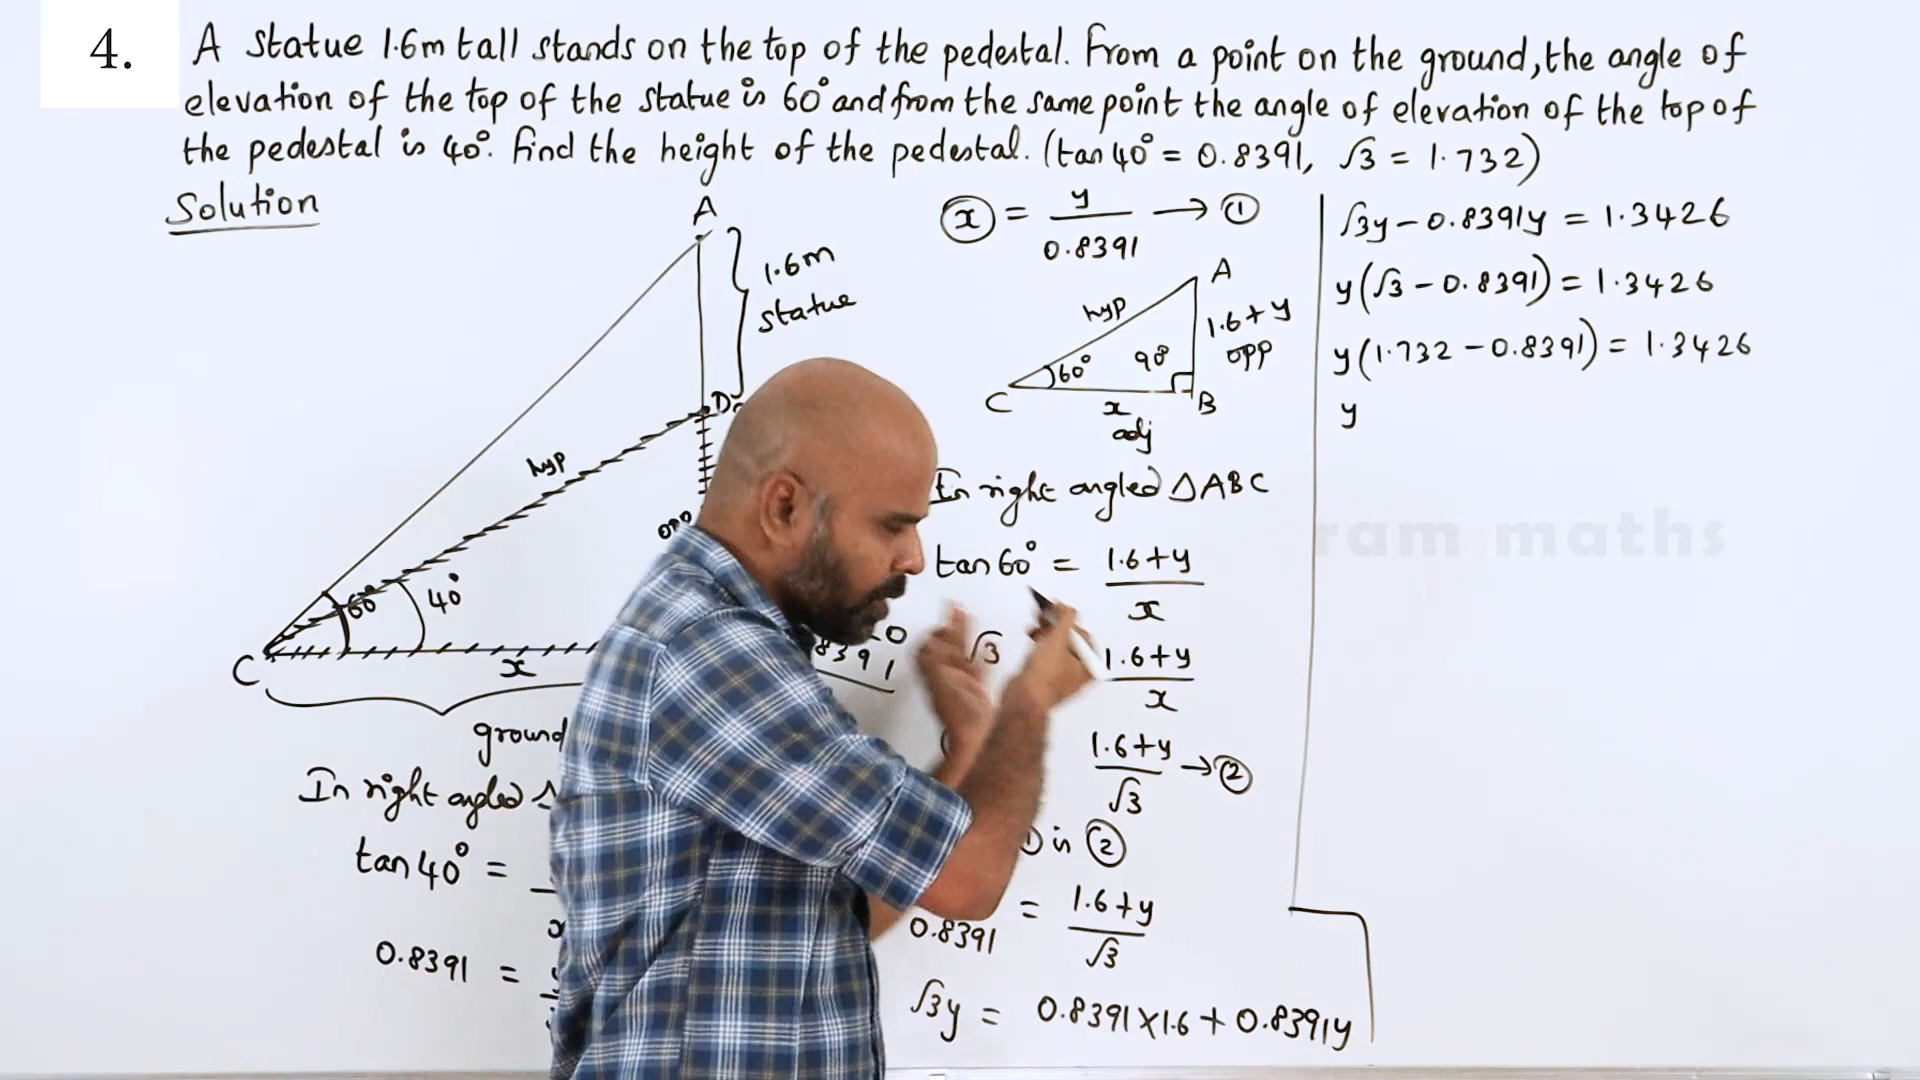 4.
A statue 1.6m tall stands on the top of the pedestal. From a point on the ground, the angle of
elevation of the top of the statue is 60° and from the same point the angle of elevation of the top of
the pedestal is 40°. Find the height of the pedestal. (tan 40° = 0.8391, √3 = 1.732)
Solution
A
1.6m
statue
D
hyp
opp
60°
40°
C
x
ground
8391
In right angled Δ
tan 40° =
0.8391 =
x = y/0.8391 → ①
A
hyp
1.6+y
opp
60°
90°
C
x
B
adj
In right angled ΔABC
tan 60° = 1.6+y/x
√3
1.6+y/x
1.6+y/√3 → ②
① in ②
0.8391 = 1.6+y/√3
√3y = 0.8391×1.6 + 0.8391y
√3y – 0.8391y = 1.3426
y(√3 – 0.8391) = 1.3426
y(1.732 – 0.8391) = 1.3426
y
ram maths